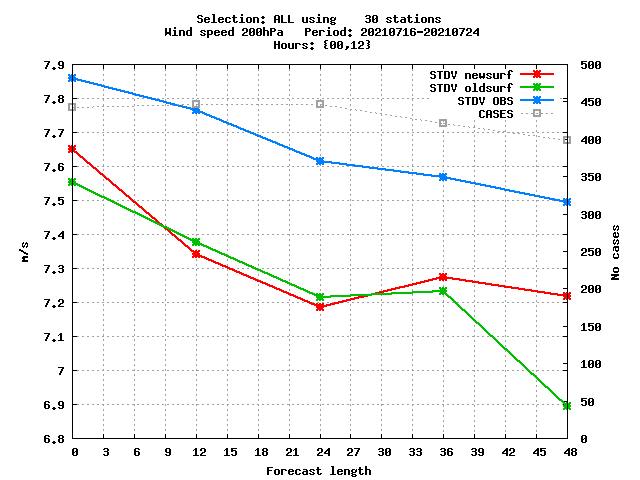 Selection: ALL using    30 stations
Wind speed 200hPa   Period: 20210716-20210724
Hours: {00,12}
STDV newsurf
STDV oldsurf
STDV OBS
CASES
7.9
7.8
7.7
7.6
7.5
7.4
7.3
7.2
7.1
7
6.9
6.8
m/s
500
450
400
350
300
250
200
150
100
50
0
No cases
0 3 6 9 12 15 18 21 24 27 30 33 36 39 42 45 48
Forecast length